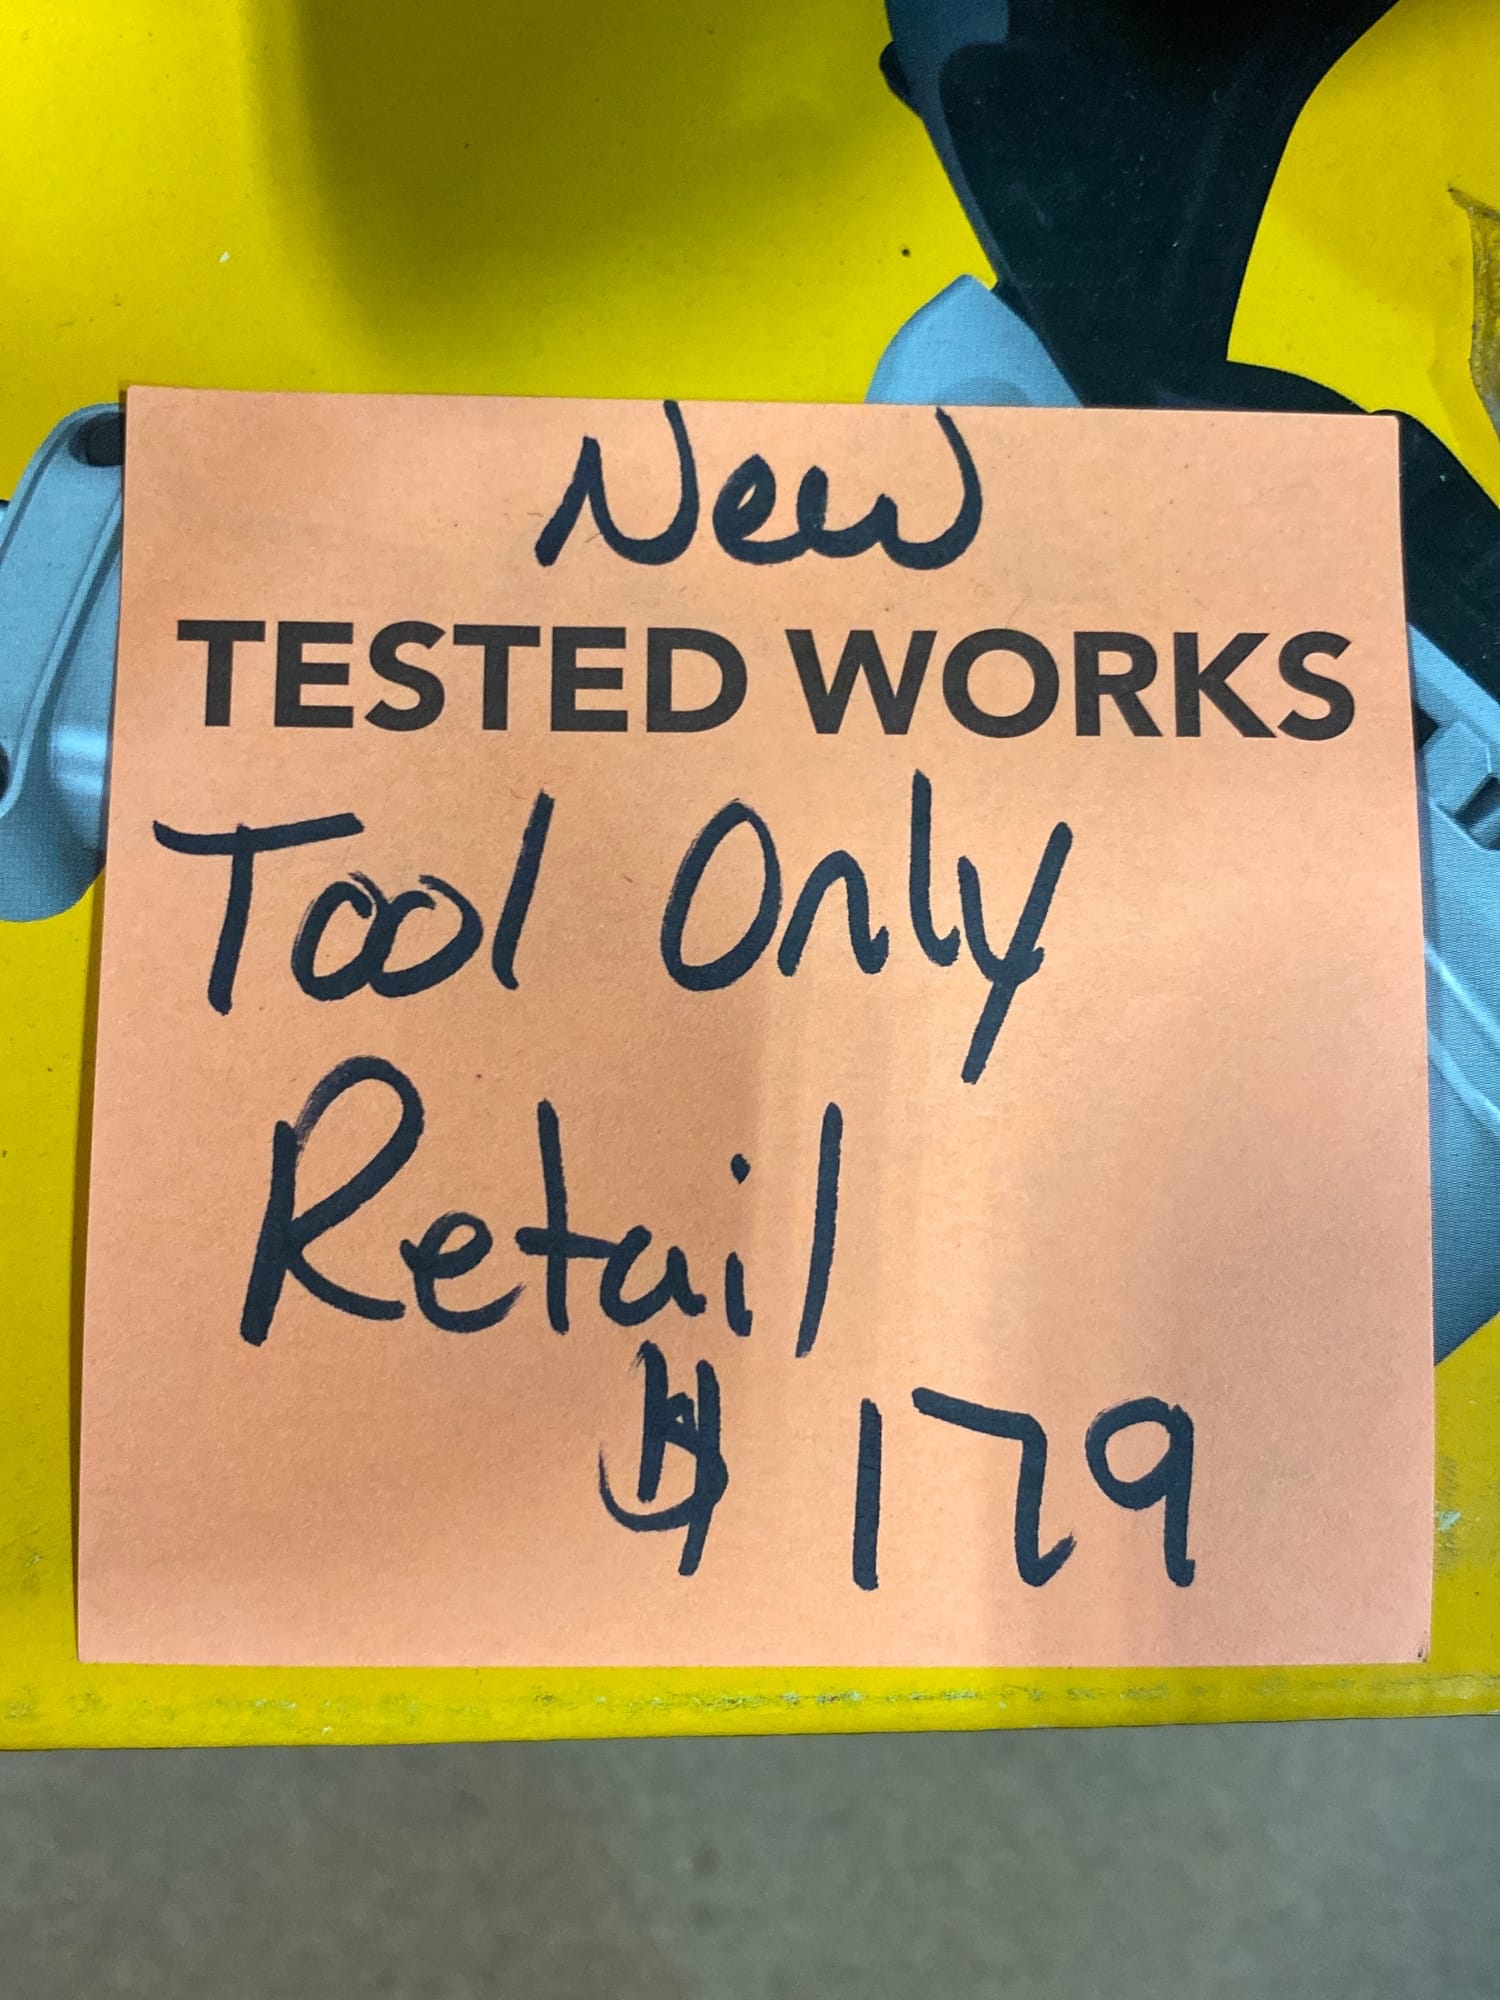 New
TESTED WORKS
Tool Only
Retail
$ 179